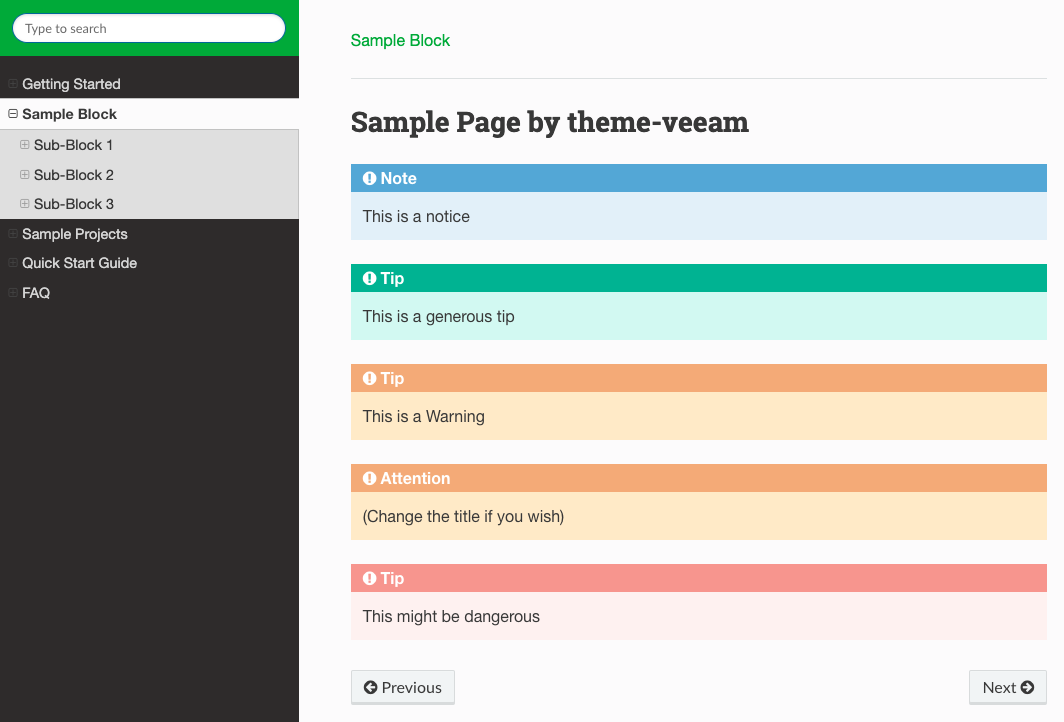 Type to search
Getting Started
Sample Block
Sub-Block 1
Sub-Block 2
Sub-Block 3
Sample Projects
Quick Start Guide
FAQ
Sample Block
Sample Page by theme-veeam
Note
This is a notice
Tip
This is a generous tip
Tip
This is a Warning
Attention
(Change the title if you wish)
Tip
This might be dangerous
Previous
Next